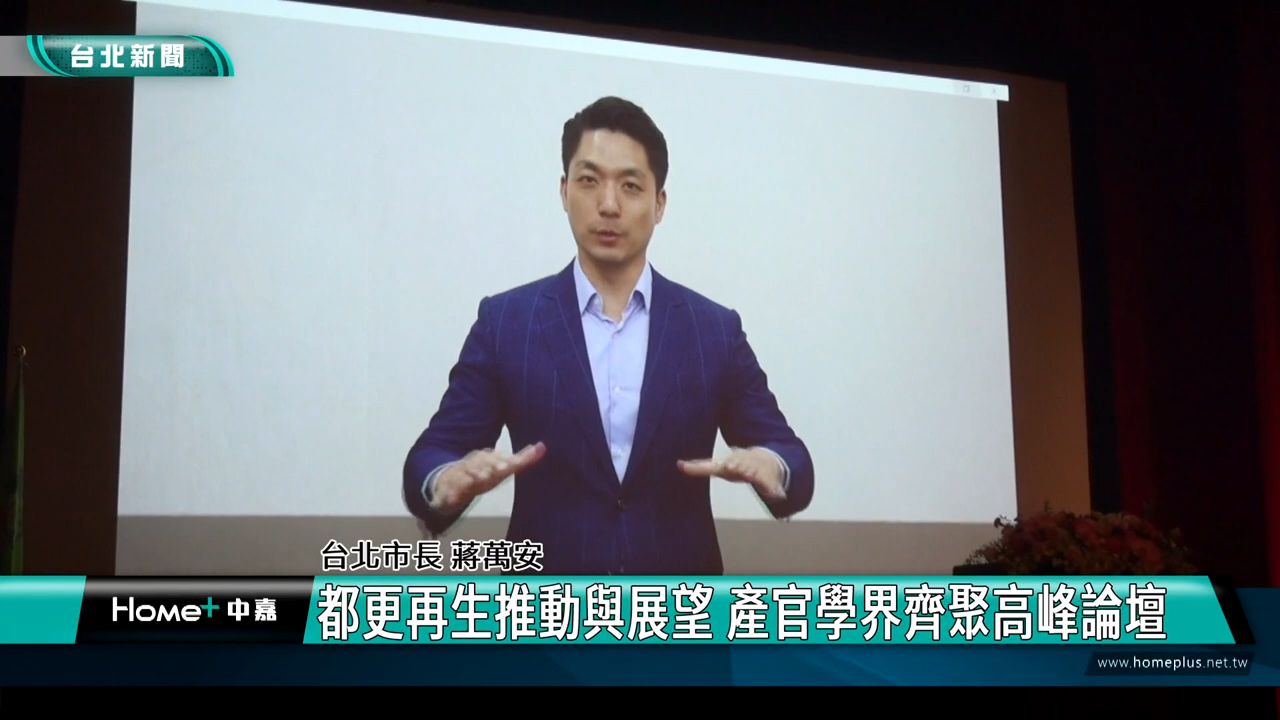 台北新聞
台北市長 蔣萬安
Home+ 中嘉
都更再生推動與展望 產官學界齊聚高峰論壇
www.homeplus.net.tw